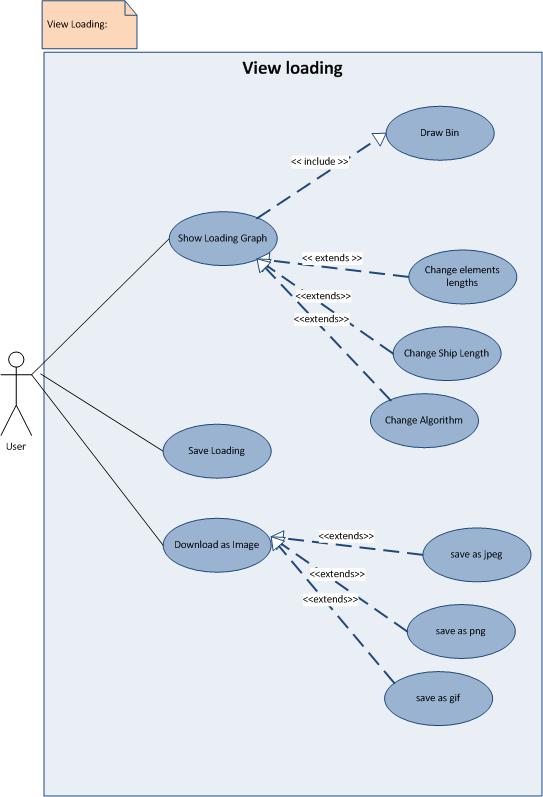 View Loading:
View loading
Draw Bin
<< include >>
Show Loading Graph
<< extends >>
Change elements
lengths
<<extends>>
<<extends>>
Change Ship Length
Change Algorithm
User
Save Loading
Download as Image
<<extends>>
save as jpeg
<<extends>>
<<extends>>
save as png
save as gif